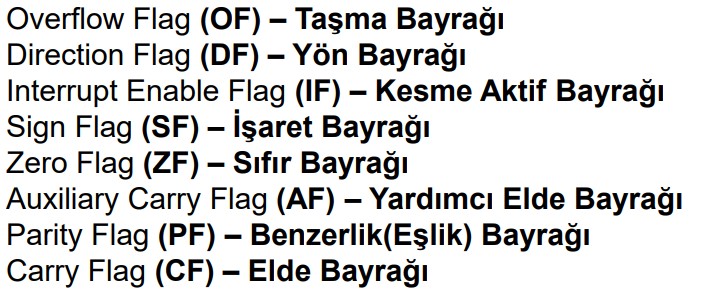 Overflow Flag (OF) – Taşma Bayrağı
Direction Flag (DF) – Yön Bayrağı
Interrupt Enable Flag (IF) – Kesme Aktif Bayrağı
Sign Flag (SF) – İşaret Bayrağı
Zero Flag (ZF) – Sıfır Bayrağı
Auxiliary Carry Flag (AF) – Yardımcı Elde Bayrağı
Parity Flag (PF) – Benzerlik(Eşlik) Bayrağı
Carry Flag (CF) – Elde Bayrağı